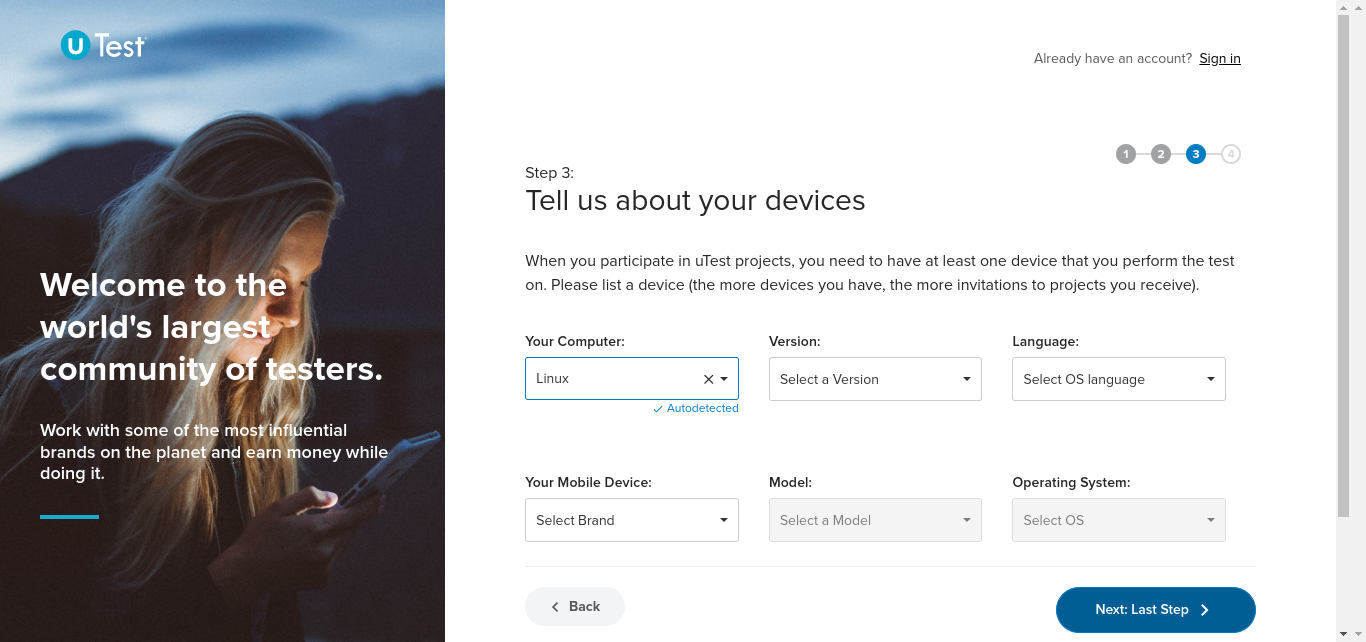 u Test
Already have an account? Sign in
1 2 3 4
Step 3:
Tell us about your devices
When you participate in uTest projects, you need to have at least one device that you perform the test
on. Please list a device (the more devices you have, the more invitations to projects you receive).
Welcome to the
world's largest
community of testers.
Work with some of the most influential
brands on the planet and earn money while
doing it.
Your Computer: Version: Language:
Linux Select a Version Select OS language
Autodetected
Your Mobile Device: Model: Operating System:
Select Brand Select a Model Select OS
Back Next: Last Step